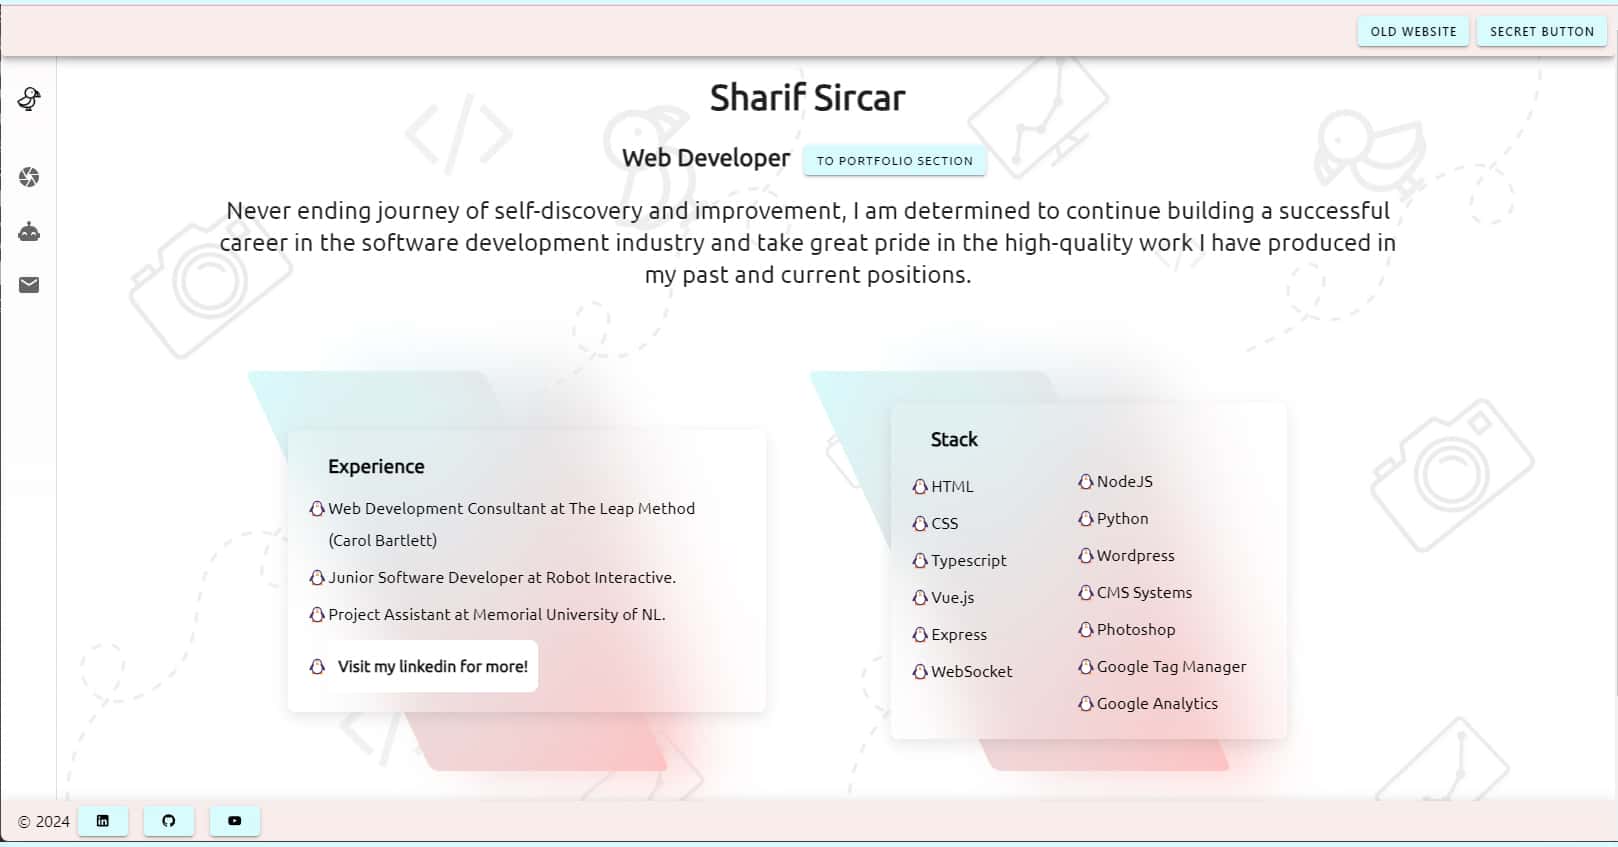 OLD WEBSITE
SECRET BUTTON
Sharif Sircar
Web Developer
TO PORTFOLIO SECTION
Never ending journey of self-discovery and improvement, I am determined to continue building a successful
career in the software development industry and take great pride in the high-quality work I have produced in
my past and current positions.
Experience
Web Development Consultant at The Leap Method
(Carol Bartlett)
Junior Software Developer at Robot Interactive.
Project Assistant at Memorial University of NL.
Visit my linkedin for more!
Stack
HTML
CSS
Typescript
Vue.js
Express
WebSocket
NodeJS
Python
Wordpress
CMS Systems
Photoshop
Google Tag Manager
Google Analytics
© 2024